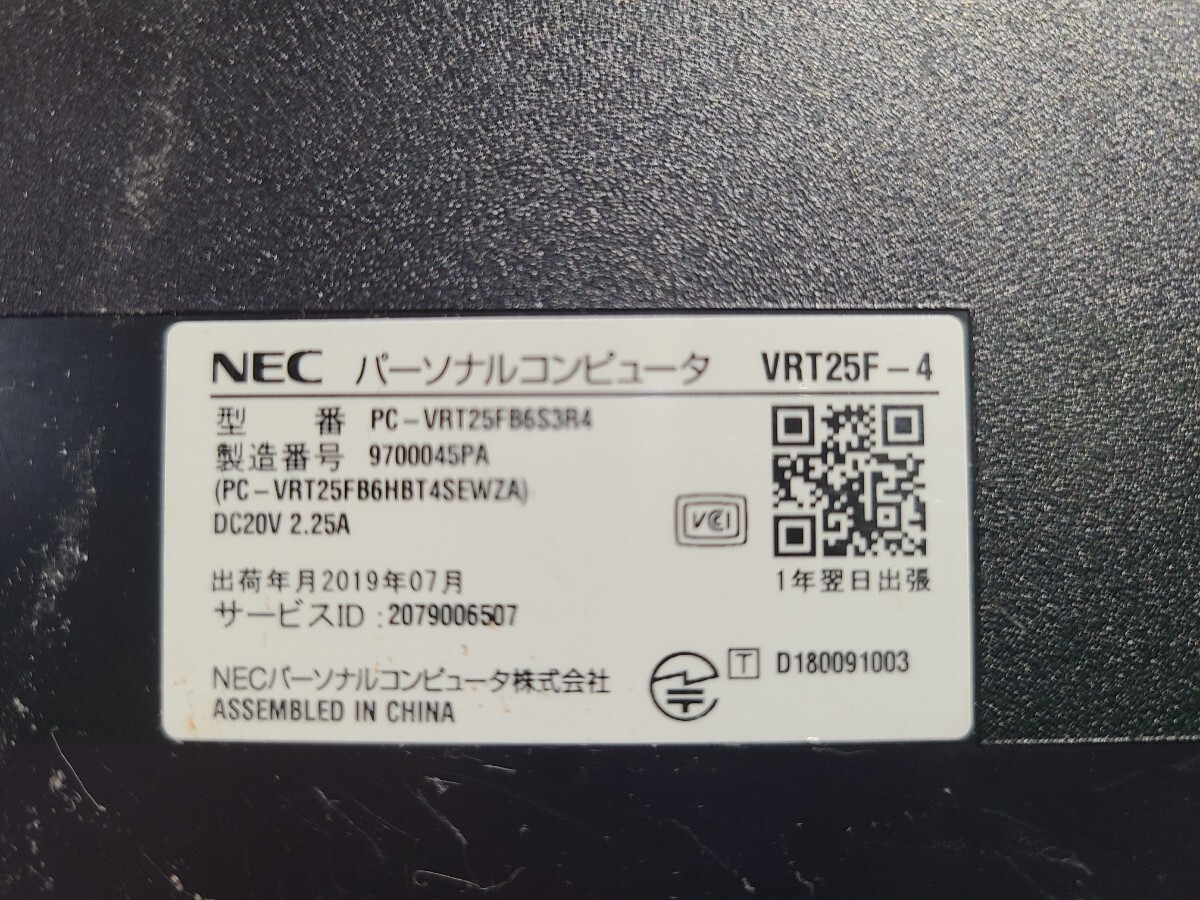 NEC パーソナルコンピュータ VRT25F-4
型 番 PC-VRT25FB6S3R4
製造番号 9700045PA
(PC-VRT25FB6HBT4SEWZA)
DC20V 2.25A
VCCI
出荷年月2019年07月
1年翌日出張
サービスID:2079006507
T D180091003
NECパーソナルコンピュータ株式会社
ASSEMBLED IN CHINA